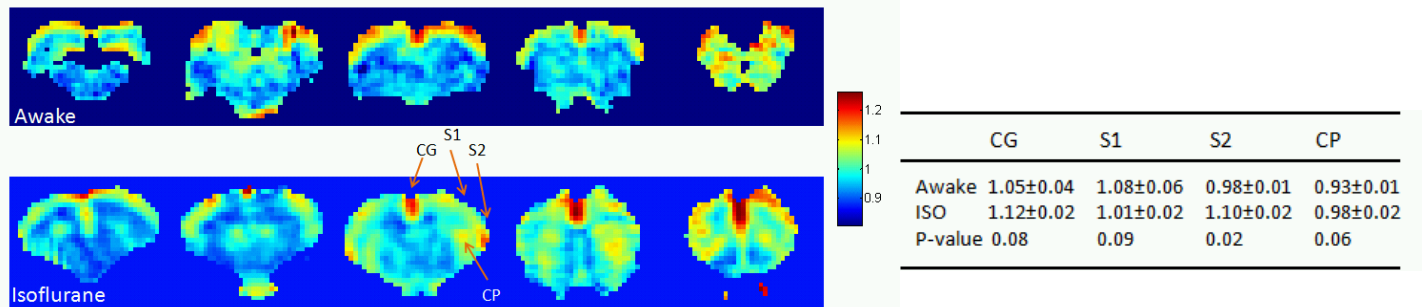 Awake
S1
CG
S2
CP
Isoflurane
1.2
1.1
1
0.9
CG S1 S2 CP
Awake 1.05±0.04 1.08±0.06 0.98±0.01 0.93±0.01
ISO 1.12±0.02 1.01±0.02 1.10±0.02 0.98±0.02
P-value 0.08 0.09 0.02 0.06